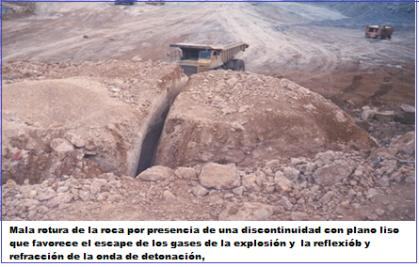 Mala rotura de la roca por presencia de una discontinuidad con plano liso
que favorece el escape de los gases de la explosión y  la reflexiób y
refracción de la onda de detonación,